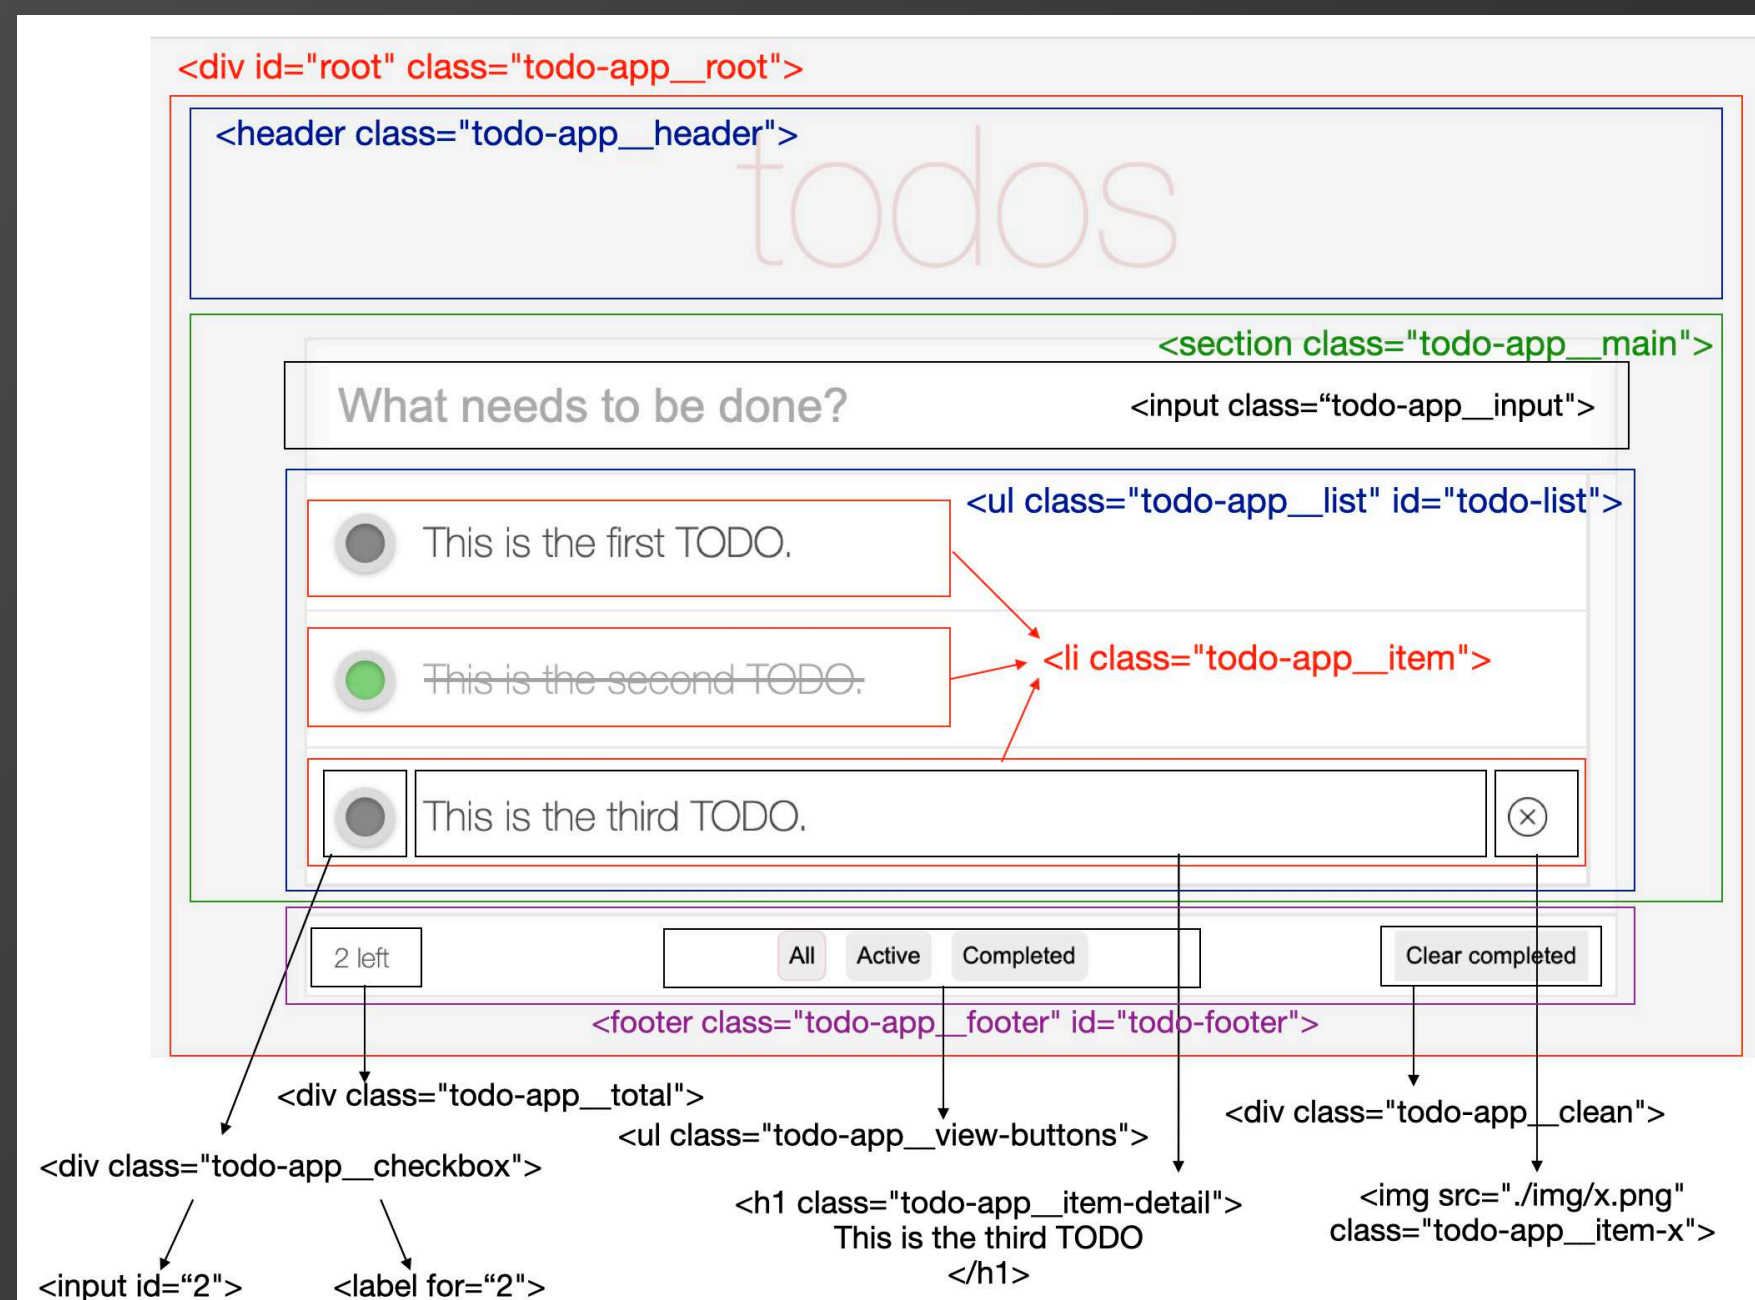 <div id="root" class="todo-app__root">
<header class="todo-app__header">
todos
<section class="todo-app__main">
What needs to be done?
<input class=“todo-app__input">
<ul class="todo-app__list" id="todo-list">
This is the first TODO.
<li class="todo-app__item">
This is the second TODO.
This is the third TODO.
2 left
All
Active
Completed
Clear completed
<footer class="todo-app__footer" id="todo-footer">
<div class="todo-app__total">
<div class="todo-app__clean">
<ul class="todo-app__view-buttons">
<div class="todo-app__checkbox">
<h1 class="todo-app__item-detail">
This is the third TODO
</h1>
<img src="./img/x.png"
class="todo-app__item-x">
<input id=“2">
<label for=“2">